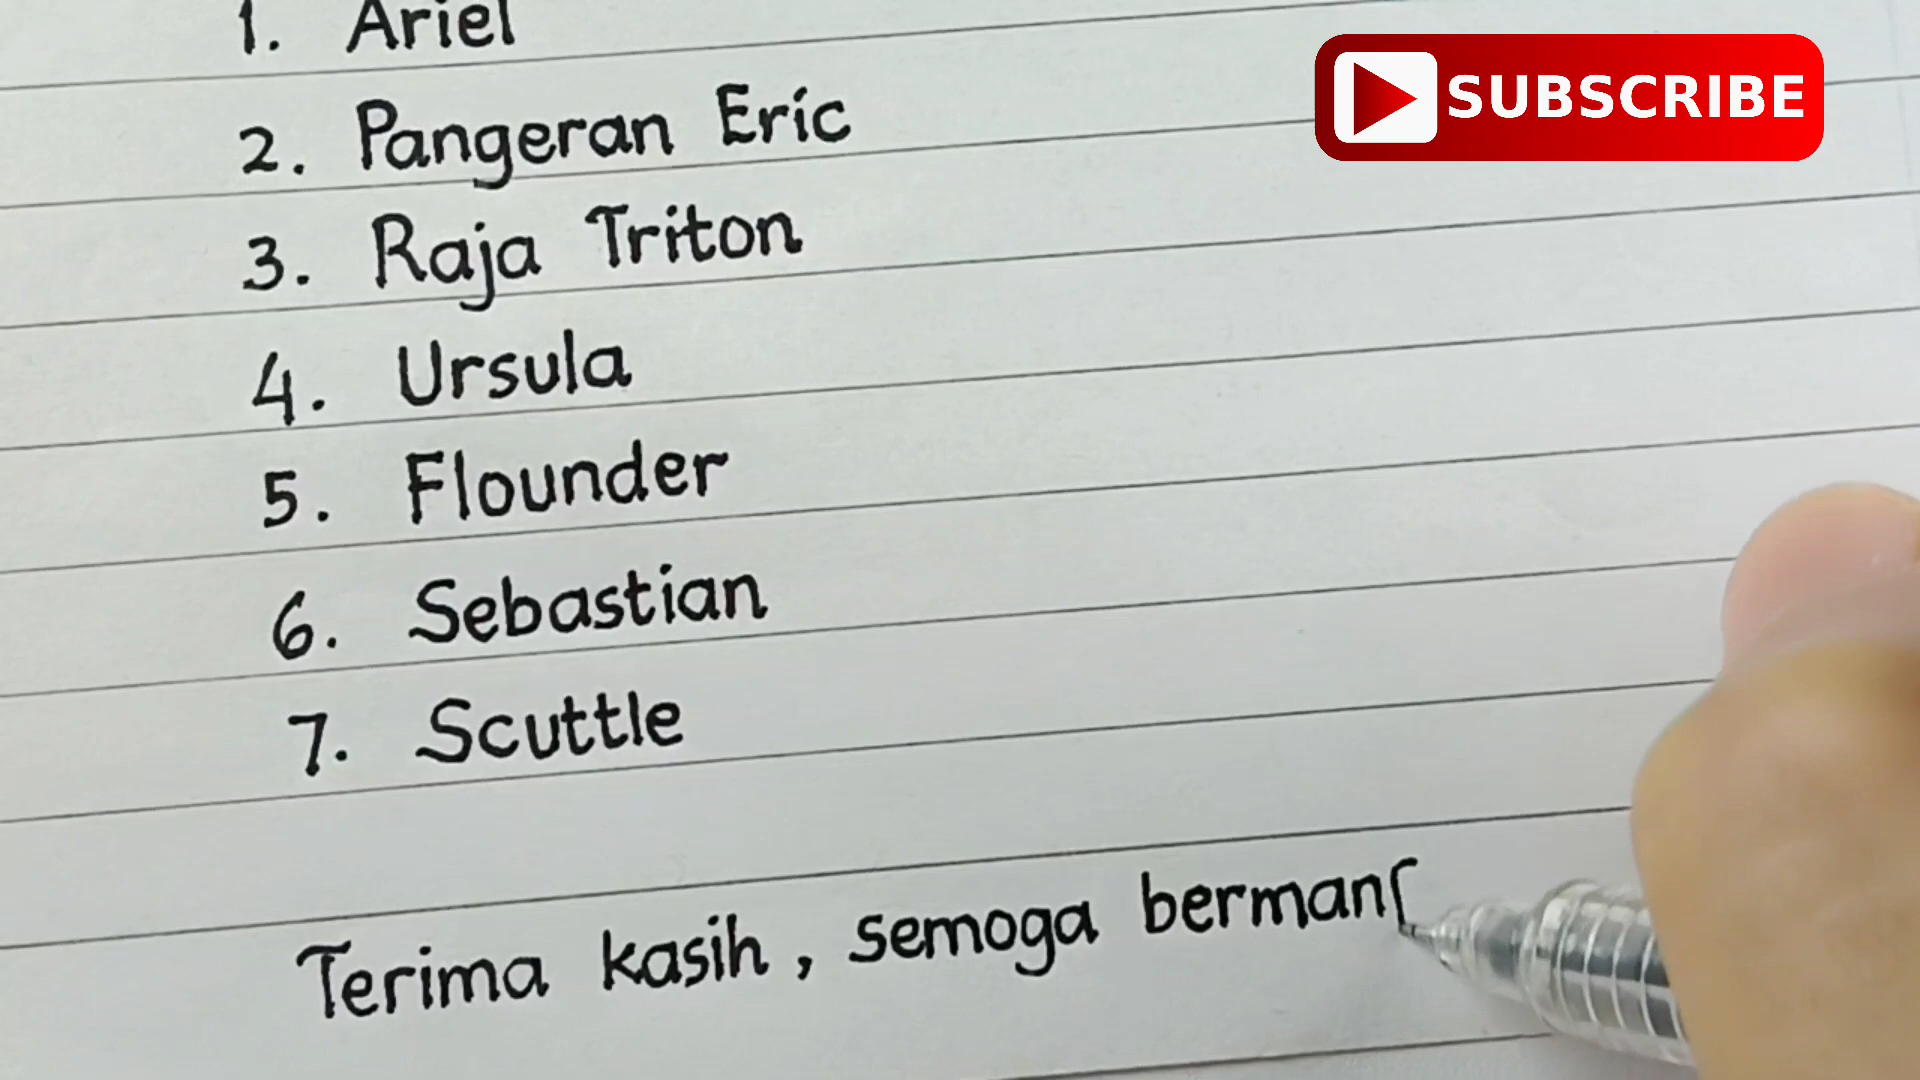 1. Ariel
SUBSCRIBE
2. Pangeran Eric
3. Raja Triton
4. Ursula
5. Flounder
6. Sebastian
7. Scuttle
Terima kasih, semoga bermanf